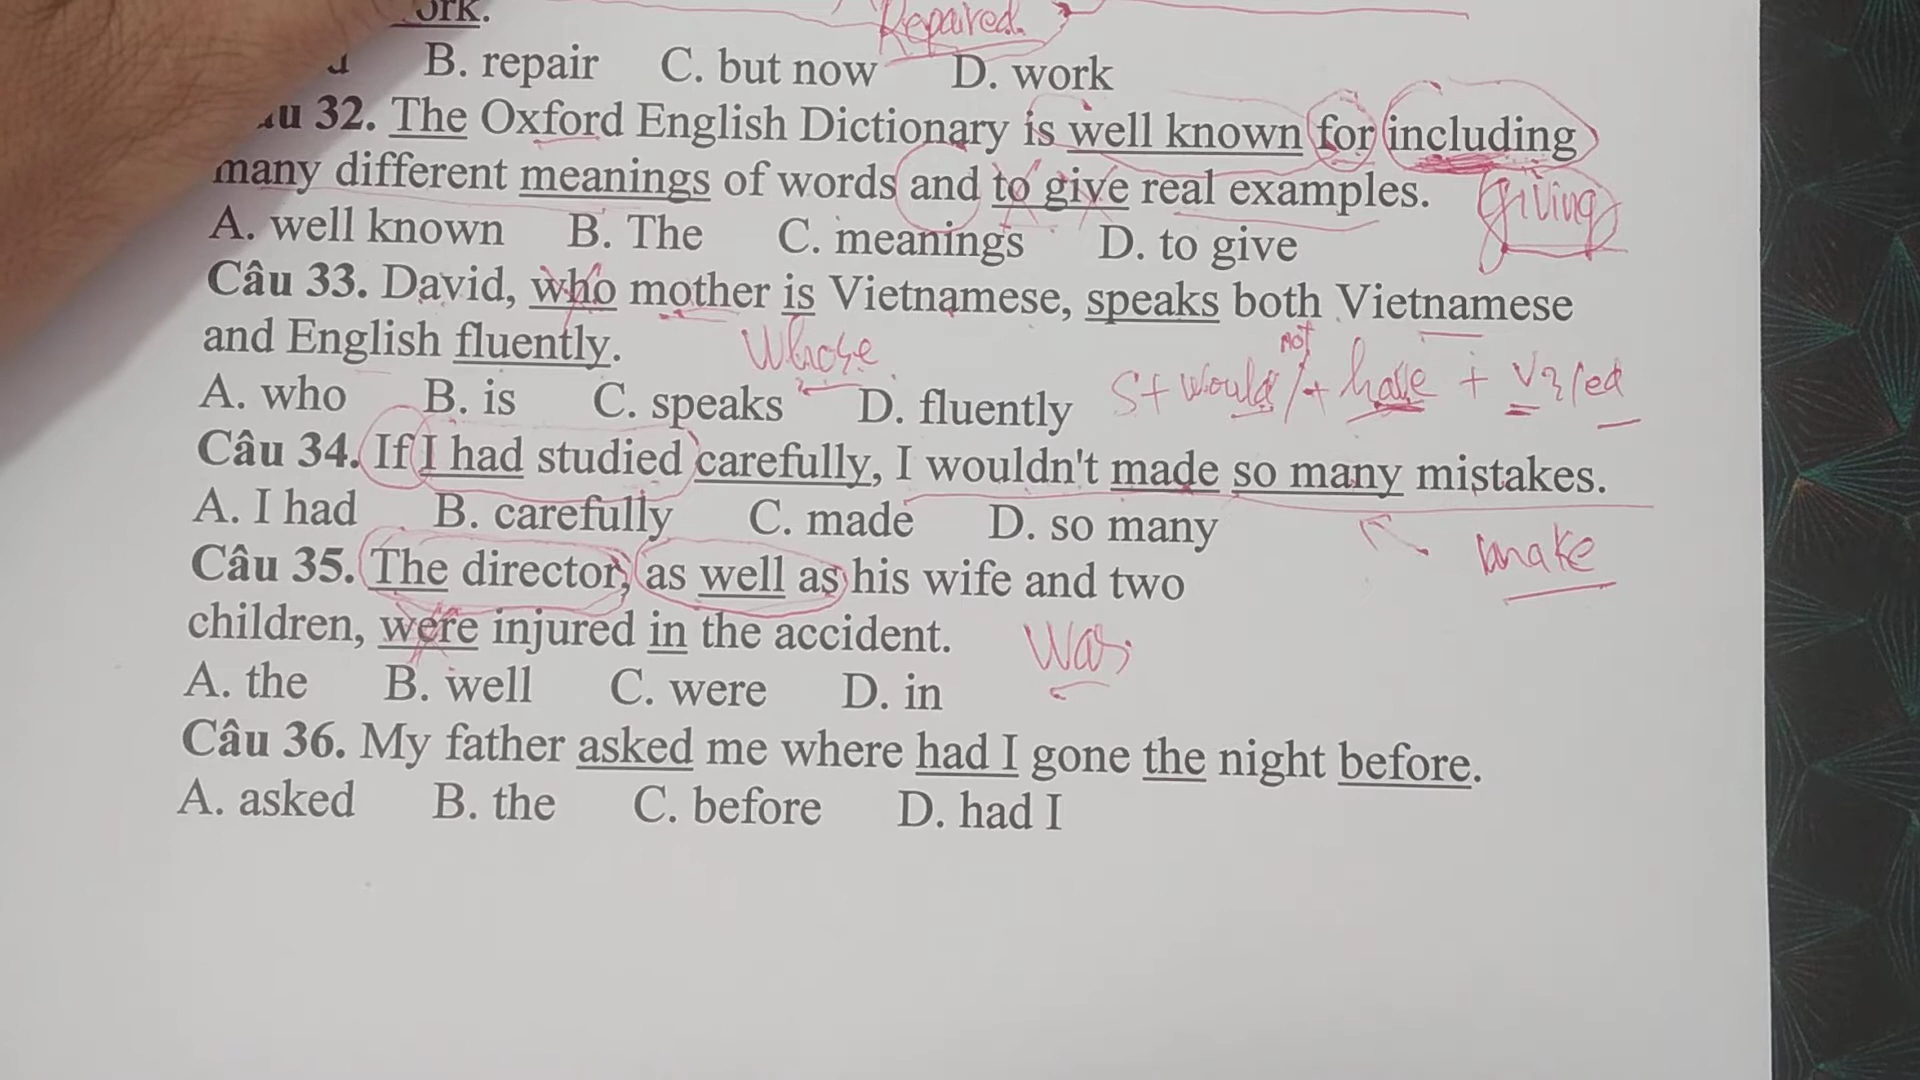 ork.
Repaired
B. repair C. but now D. work
32. The Oxford English Dictionary is well known for including
many different meanings of words and to give real examples.
giving
A. well known B. The C. meanings D. to give
Câu 33. David, who mother is Vietnamese, speaks both Vietnamese
and English fluently.
Whose
not
S + would / + have + V3/ed
A. who B. is C. speaks D. fluently
Câu 34. If I had studied carefully, I wouldn't made so many mistakes.
A. I had B. carefully C. made D. so many
make
Câu 35. The director, as well as his wife and two
children, were injured in the accident.
Was
A. the B. well C. were D. in
Câu 36. My father asked me where had I gone the night before.
A. asked B. the C. before D. had I